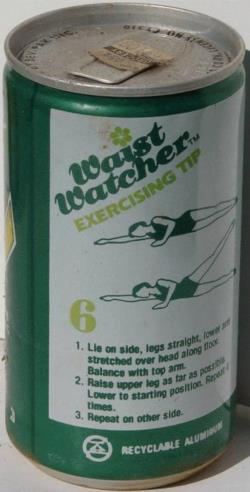 Waist
Watcher™
EXERCISING TIP
6
1. Lie on side, legs straight, lower arm
stretched over head along floor.
Balance with top arm.
2. Raise upper leg as far as possible.
Lower to starting position. Repeat
times.
3. Repeat on other side.
RECYCLABLE ALUMINUM